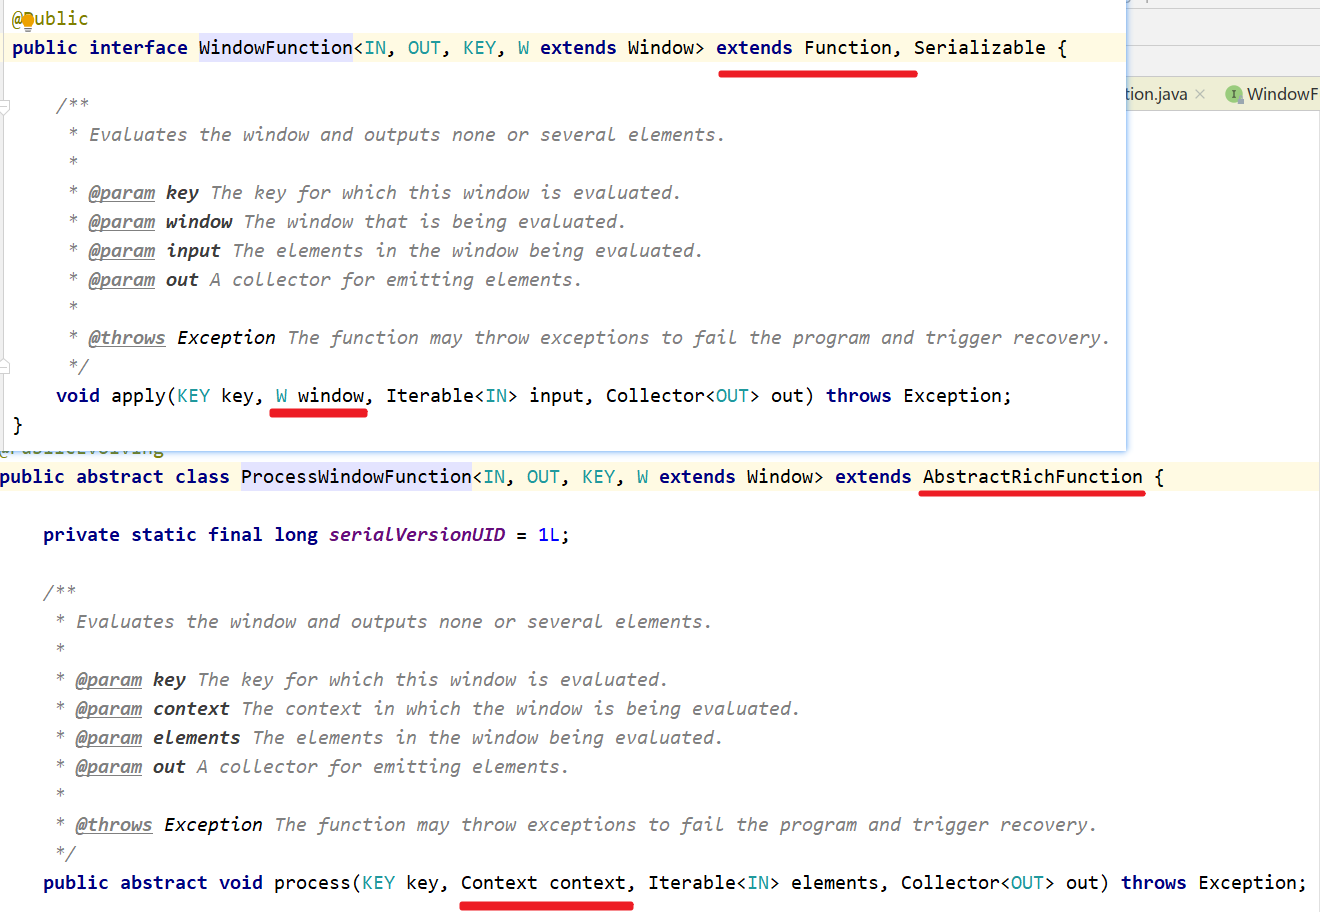 @Public
public interface WindowFunction<IN, OUT, KEY, W extends Window> extends Function, Serializable {
/**
* Evaluates the window and outputs none or several elements.
*
* @param key The key for which this window is evaluated.
* @param window The window that is being evaluated.
* @param input The elements in the window being evaluated.
* @param out A collector for emitting elements.
*
* @throws Exception The function may throw exceptions to fail the program and trigger recovery.
*/
void apply(KEY key, W window, Iterable<IN> input, Collector<OUT> out) throws Exception;
}
tion.java × I WindowF
@PublicEvolving
public abstract class ProcessWindowFunction<IN, OUT, KEY, W extends Window> extends AbstractRichFunction {
private static final long serialVersionUID = 1L;
/**
* Evaluates the window and outputs none or several elements.
*
* @param key The key for which this window is evaluated.
* @param context The context in which the window is being evaluated.
* @param elements The elements in the window being evaluated.
* @param out A collector for emitting elements.
*
* @throws Exception The function may throw exceptions to fail the program and trigger recovery.
*/
public abstract void process(KEY key, Context context, Iterable<IN> elements, Collector<OUT> out) throws Exception;